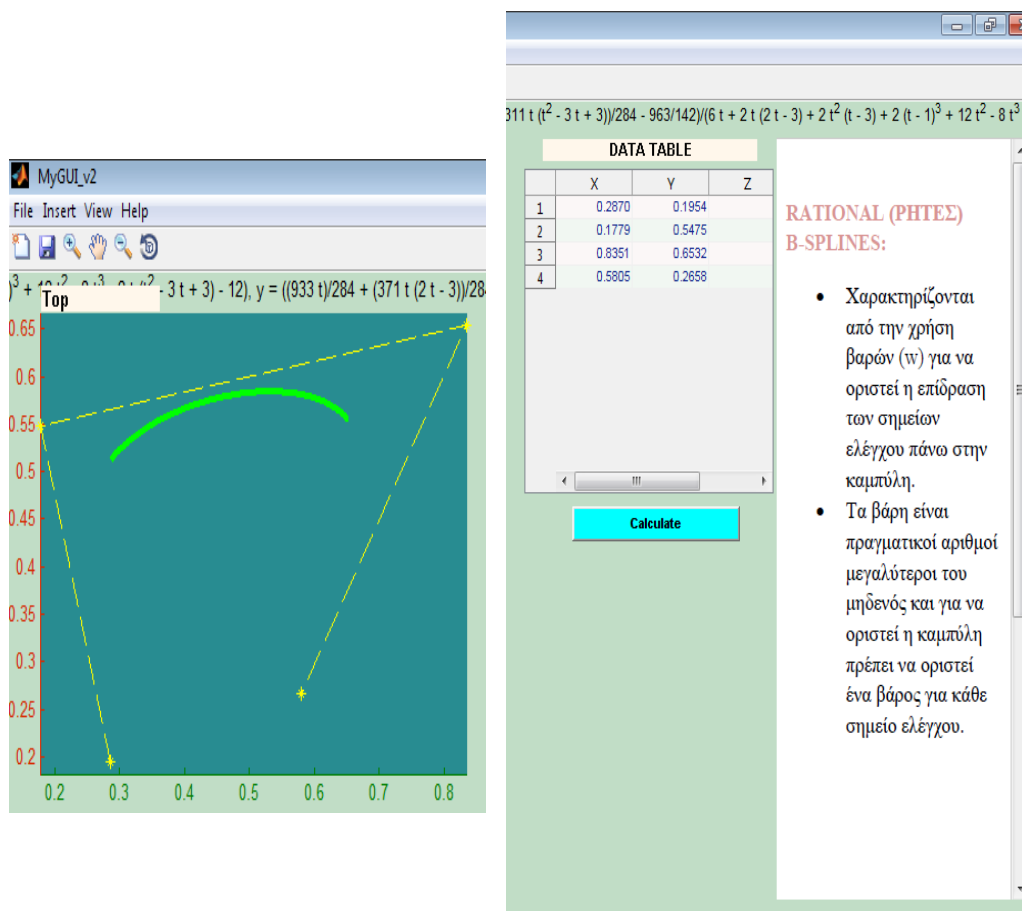 MyGUI_v2
File Insert View Help
- 3 t + 3) - 12), y = ((933 t)/284 + (371 t (2 t - 3))/28
Top
0.65
0.6
0.55
0.5
0.45
0.4
0.35
0.3
0.25
0.2
0.2 0.3 0.4 0.5 0.6 0.7 0.8
311 t (t² - 3 t + 3))/284 - 963/142)/(6 t + 2 t (2 t - 3) + 2 t² (t - 3) + 2 (t - 1)³ + 12 t² - 8 t³
DATA TABLE
X Y Z
1 0.2870 0.1954
2 0.1779 0.5475
3 0.8351 0.6532
4 0.5805 0.2658
Calculate
RATIONAL (ΡΗΤΕΣ)
B-SPLINES:
• Χαρακτηρίζονται
από την χρήση
βαρών (w) για να
οριστεί η επίδραση
των σημείων
ελέγχου πάνω στην
καμπύλη.
• Τα βάρη είναι
πραγματικοί αριθμοί
μεγαλύτεροι του
μηδενός και για να
οριστεί η καμπύλη
πρέπει να οριστεί
ένα βάρος για κάθε
σημείο ελέγχου.